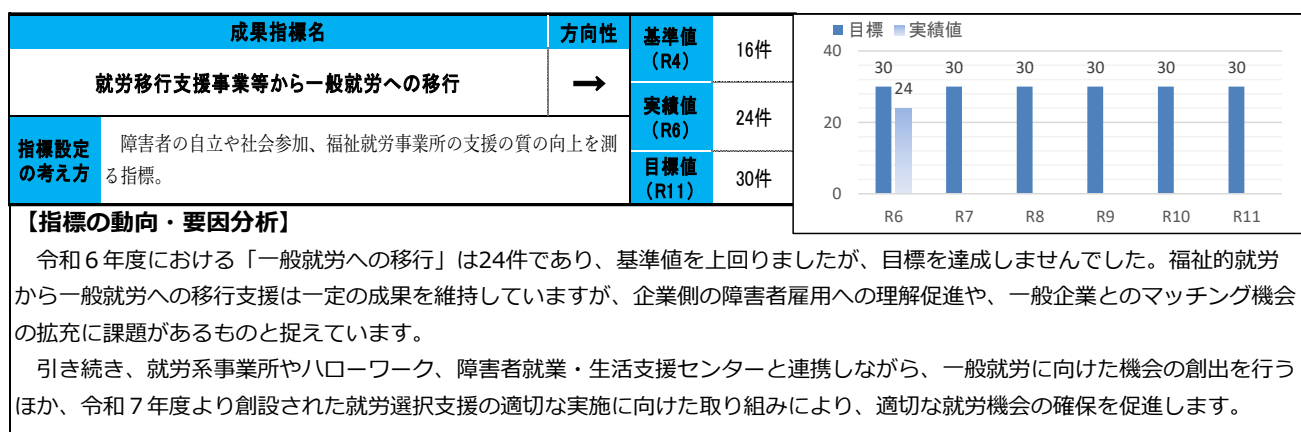 成果指標名
方向性
就労移行支援事業等から一般就労への移行
→
指標設定
の考え方
　障害者の自立や社会参加、福祉就労事業所の支援の質の向上を測
る指標。
基準値
（R4）
16件
実績値
（R6）
24件
目標値
（R11）
30件
■目標 ■実績値
40
20
0
30
24
30
30
30
30
30
R6
R7
R8
R9
R10
R11
【指標の動向・要因分析】
　令和６年度における「一般就労への移行」は24件であり、基準値を上回りましたが、目標を達成しませんでした。福祉的就労
から一般就労への移行支援は一定の成果を維持していますが、企業側の障害者雇用への理解促進や、一般企業とのマッチング機会
の拡充に課題があるものと捉えています。
　引き続き、就労系事業所やハローワーク、障害者就業・生活支援センターと連携しながら、一般就労に向けた機会の創出を行う
ほか、令和７年度より創設された就労選択支援の適切な実施に向けた取り組みにより、適切な就労機会の確保を促進します。